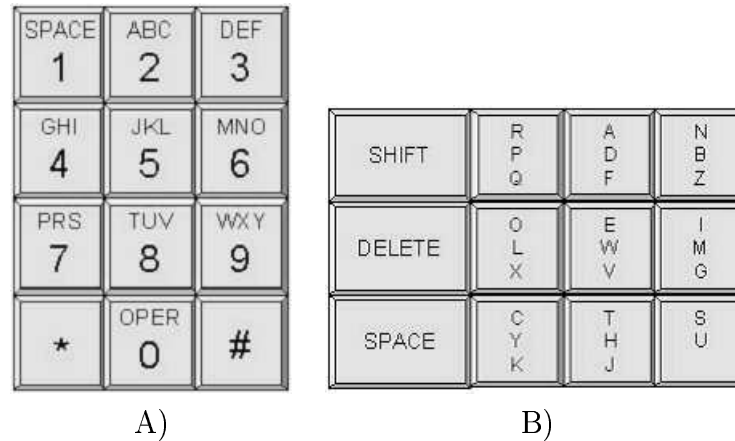 SPACE ABC DEF
1 2 3
GHI JKL MNO
4 5 6
PRS TUV WXY
7 8 9
OPER
* 0 #
A)
SHIFT
R
P
Q
A
D
F
N
B
Z
DELETE
O
L
X
E
W
V
I
M
G
SPACE
C
Y
K
T
H
J
S
U
B)